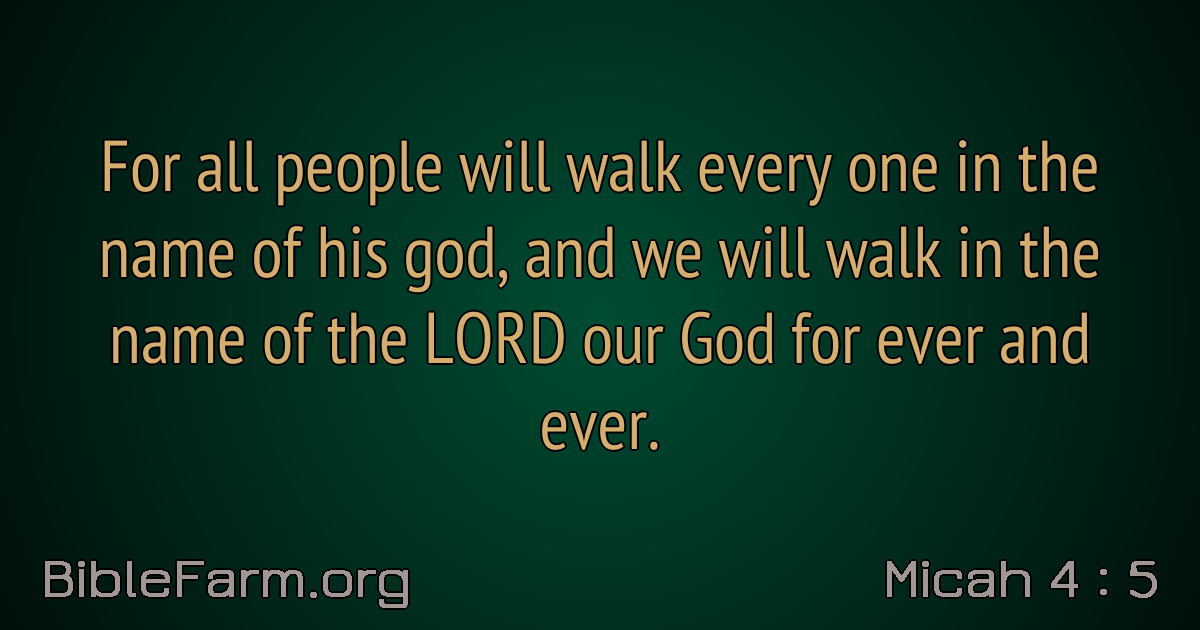 For all people will walk every one in the
name of his god, and we will walk in the
name of the LORD our God for ever and
ever.
BibleFarm.org
Micah 4 : 5